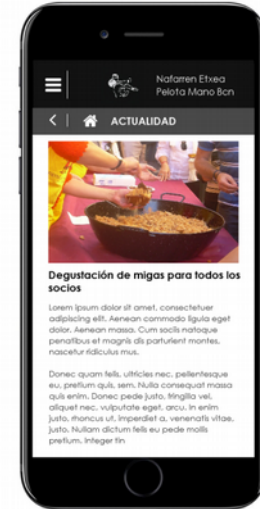 Nafarren Etxea
Pelota Mano Bcn
ACTUALIDAD
Degustación de migas para todos los
socios
Lorem ipsum dolor sit amet, consectetuer
adipiscing elit. Aenean commodo ligula eget
dolor. Aenean massa. Cum sociis natoque
penatibus et magnis dis parturient montes,
nascetur ridiculus mus.
Donec quam felis, ultricies nec, pellentesque
eu, pretium quis, sem. Nulla consequat massa
quis enim. Donec pede justo, fringilla vel,
aliquet nec, vulputate eget, arcu. In enim
justo, rhoncus ut, imperdiet a, venenatis vitae,
justo. Nullam dictum felis eu pede mollis
pretium. Integer tin